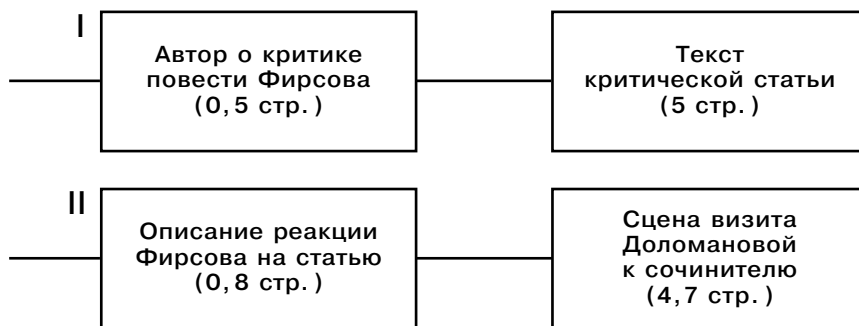 I
Автор о критике
повести Фирсова
(0,5 стр.)
Текст
критической статьи
(5 стр.)
II
Описание реакции
Фирсова на статью
(0,8 стр.)
Сцена визита
Доломановой
к сочинителю
(4,7 стр.)